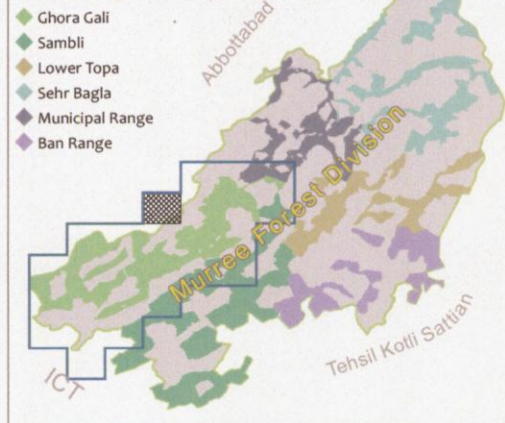 Ghora Gali
Sambli
Lower Topa
Sehr Bagla
Municipal Range
Ban Range
Abbottabad
Murree Forest Division
Tehsil Kotli Sattian
ICT